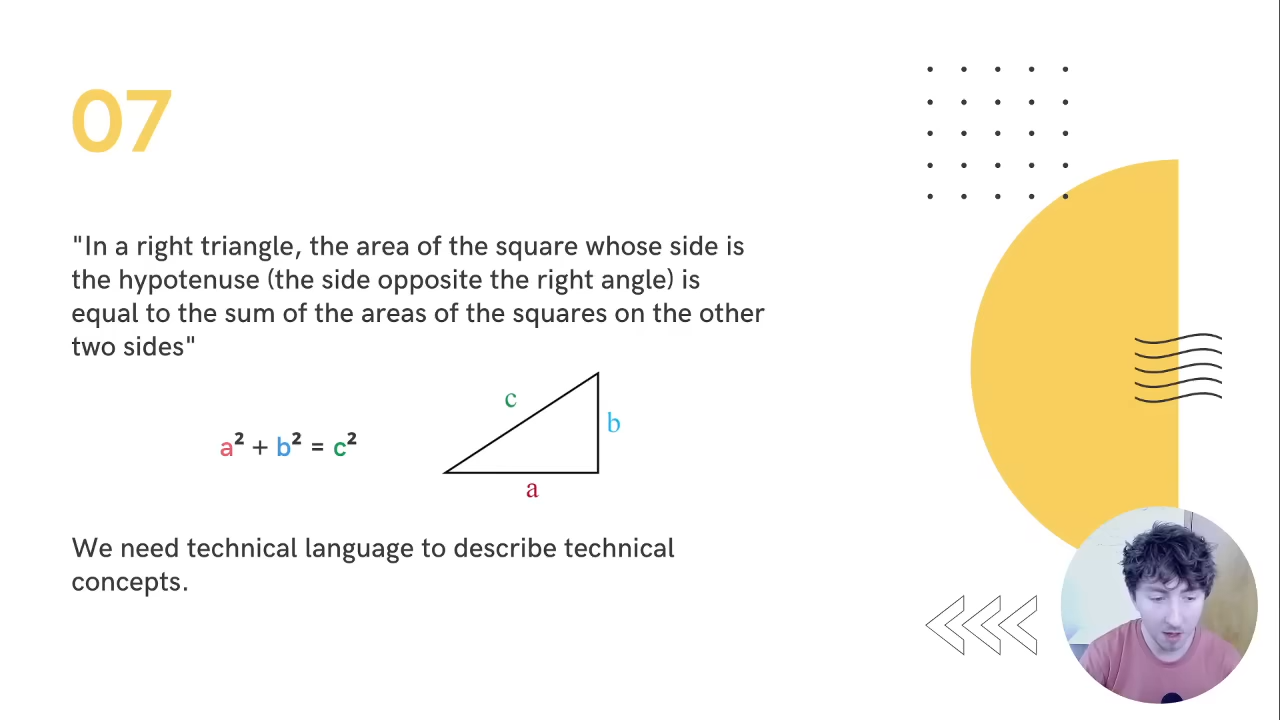 07
"In a right triangle, the area of the square whose side is
the hypotenuse (the side opposite the right angle) is
equal to the sum of the areas of the squares on the other
two sides"
c
b
a² + b² = c²
a
We need technical language to describe technical
concepts.